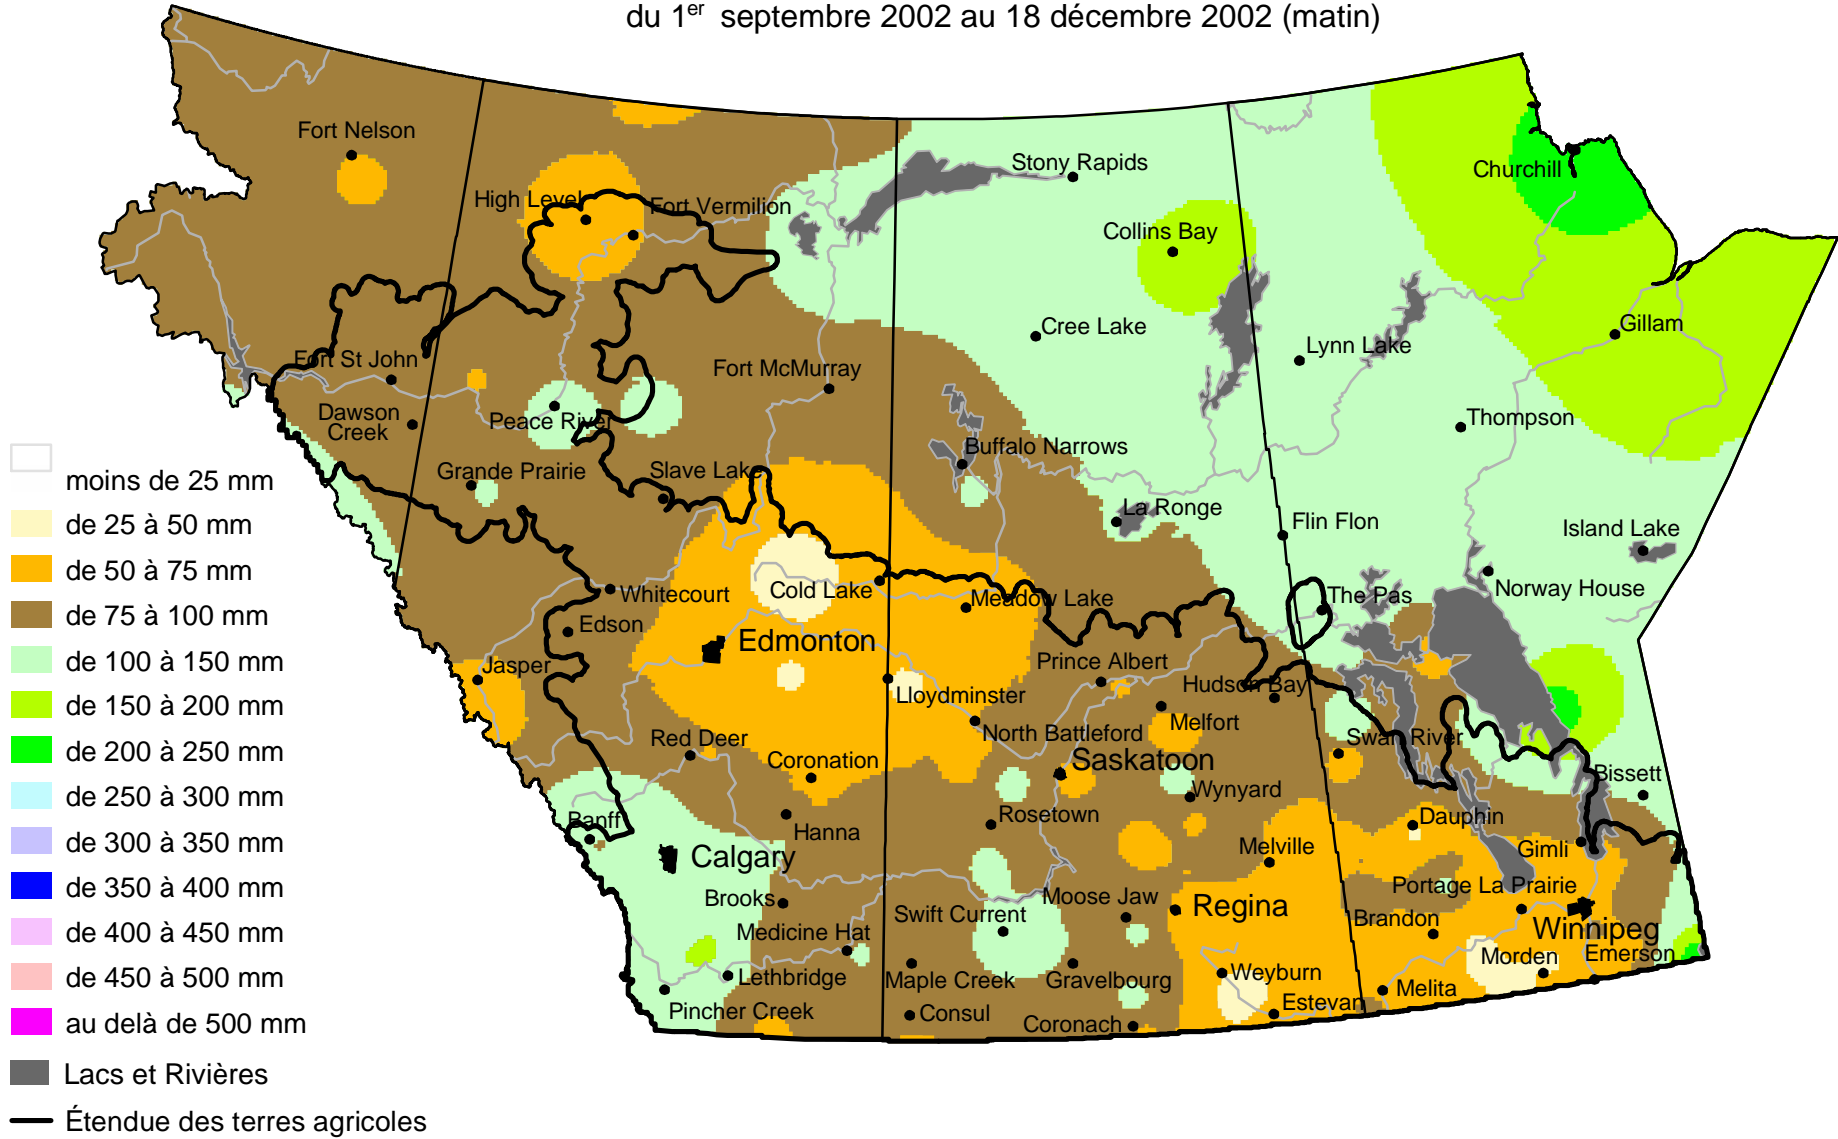 du 1er septembre 2002 au 18 décembre 2002 (matin)
Fort Nelson
High Level
Fort Vermilion
Stony Rapids
Churchill
Collins Bay
Cree Lake
Lynn Lake
Gillam
Fort St John
Fort McMurray
Dawson
Creek
Peace River
Thompson
Buffalo Narrows
Grande Prairie
Slave Lake
La Ronge
Flin Flon
Island Lake
Cold Lake
Whitecourt
Meadow Lake
The Pas
Norway House
Edson
Edmonton
Jasper
Prince Albert
Hudson Bay
Lloydminster
North Battleford
Melfort
Red Deer
Swan River
Coronation
Saskatoon
Bissett
Wynyard
Banff
Hanna
Rosetown
Dauphin
Calgary
Melville
Gimli
Brooks
Moose Jaw
Portage La Prairie
Swift Current
Regina
Brandon
Winnipeg
Medicine Hat
Lethbridge
Maple Creek
Gravelbourg
Weyburn
Morden
Emerson
Pincher Creek
Consul
Coronach
Estevan
Melita
moins de 25 mm
de 25 à 50 mm
de 50 à 75 mm
de 75 à 100 mm
de 100 à 150 mm
de 150 à 200 mm
de 200 à 250 mm
de 250 à 300 mm
de 300 à 350 mm
de 350 à 400 mm
de 400 à 450 mm
de 450 à 500 mm
au delà de 500 mm
Lacs et Rivières
Étendue des terres agricoles